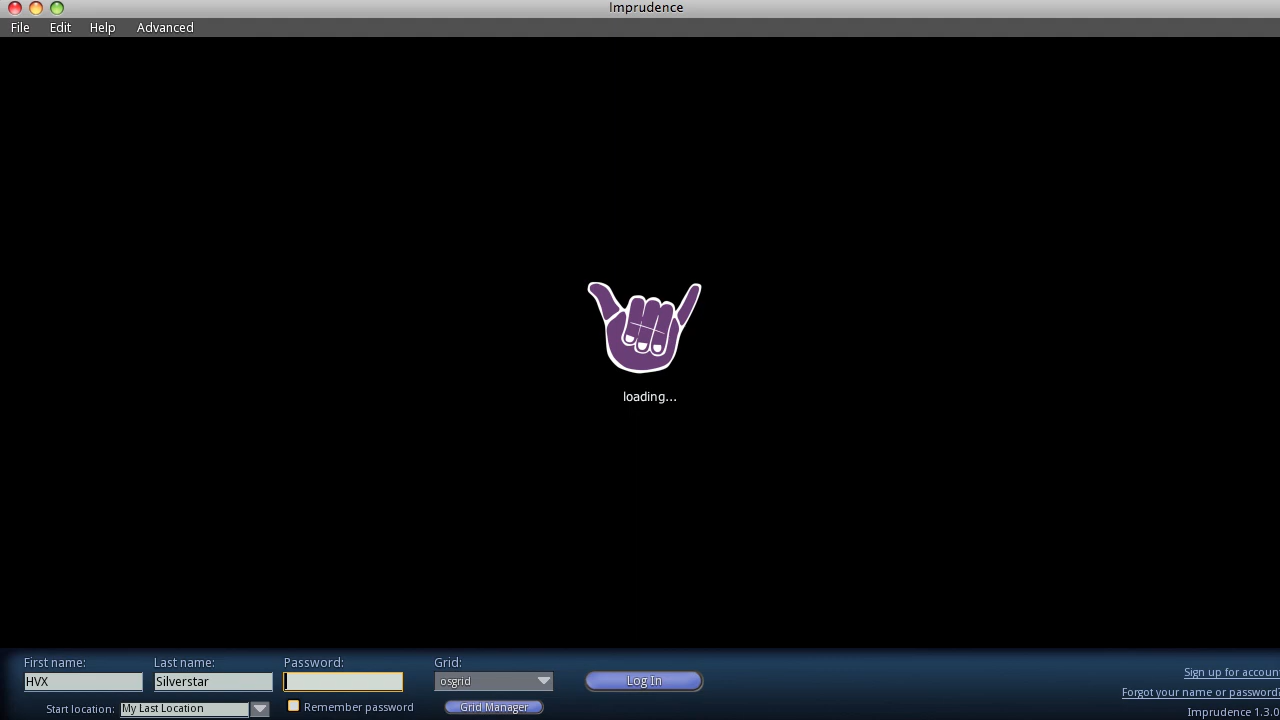 Imprudence
File Edit Help Advanced
loading...
First name: Last name: Password: Grid:
HVX Silverstar osgrid Log In
Sign up for accoun
Forgot your name or password?
Start location: My Last Location Remember password Grid Manager
Imprudence 1.3.0